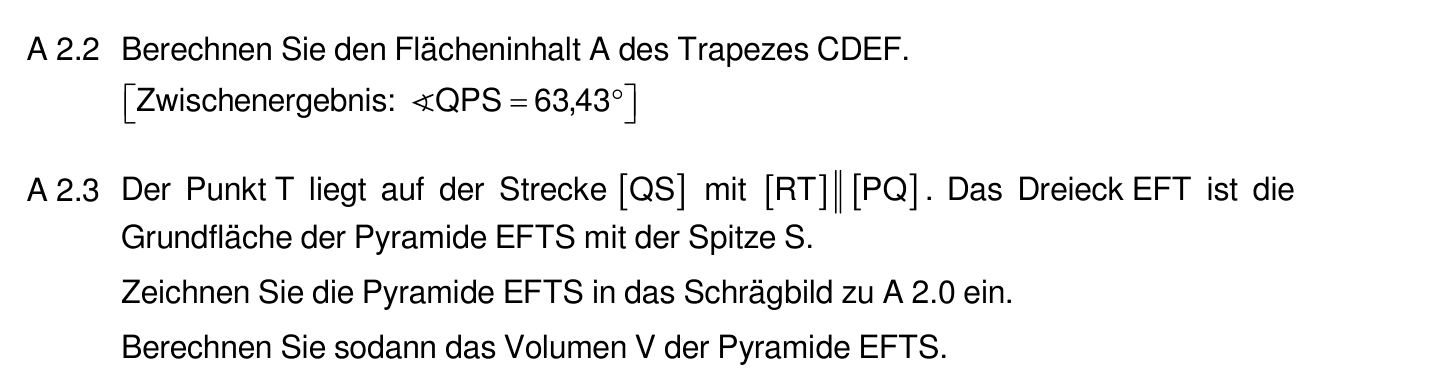 A 2.2 Berechnen Sie den Flächeninhalt A des Trapezes CDEF.
[Zwischenergebnis: ∢QPS = 63,43°]
A 2.3 Der Punkt T liegt auf der Strecke [QS] mit [RT] ∥ [PQ]. Das Dreieck EFT ist die
Grundfläche der Pyramide EFTS mit der Spitze S.
Zeichnen Sie die Pyramide EFTS in das Schrägbild zu A 2.0 ein.
Berechnen Sie sodann das Volumen V der Pyramide EFTS.